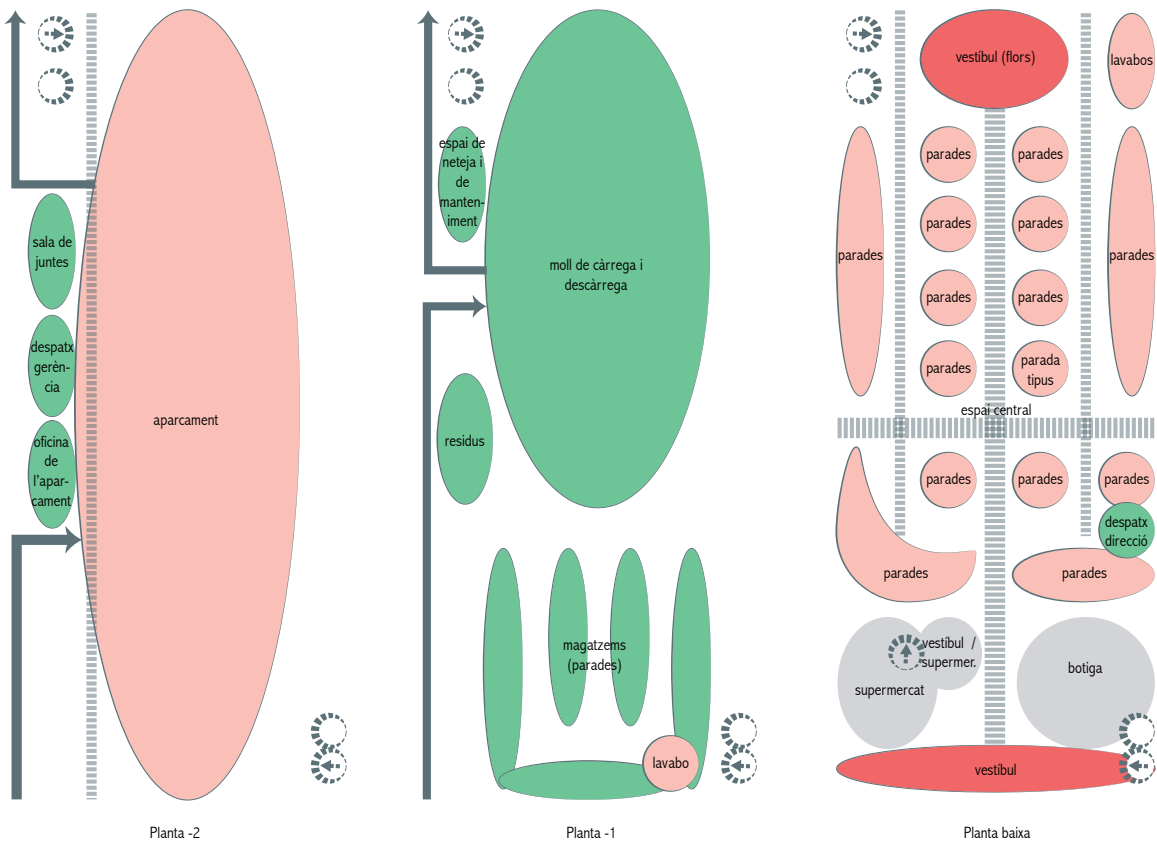 sala de
juntes
despatx
gerèn-
cia
oficina
de
l'apar-
cament
aparcament
Planta -2
espai de
neteja i
de
manten-
iment
moll de càrrega i
descàrrega
residus
magatzems
(parades)
lavabo
Planta -1
vestíbul (flors)
lavabos
parades
parades
parades
parades
parades
parades
parades
parades
parades
parada
tipus
espai central
parades
parades
parades
despatx
direcció
parades
parades
vestíbul /
supermer.
supermercat
botiga
vestíbul
Planta baixa